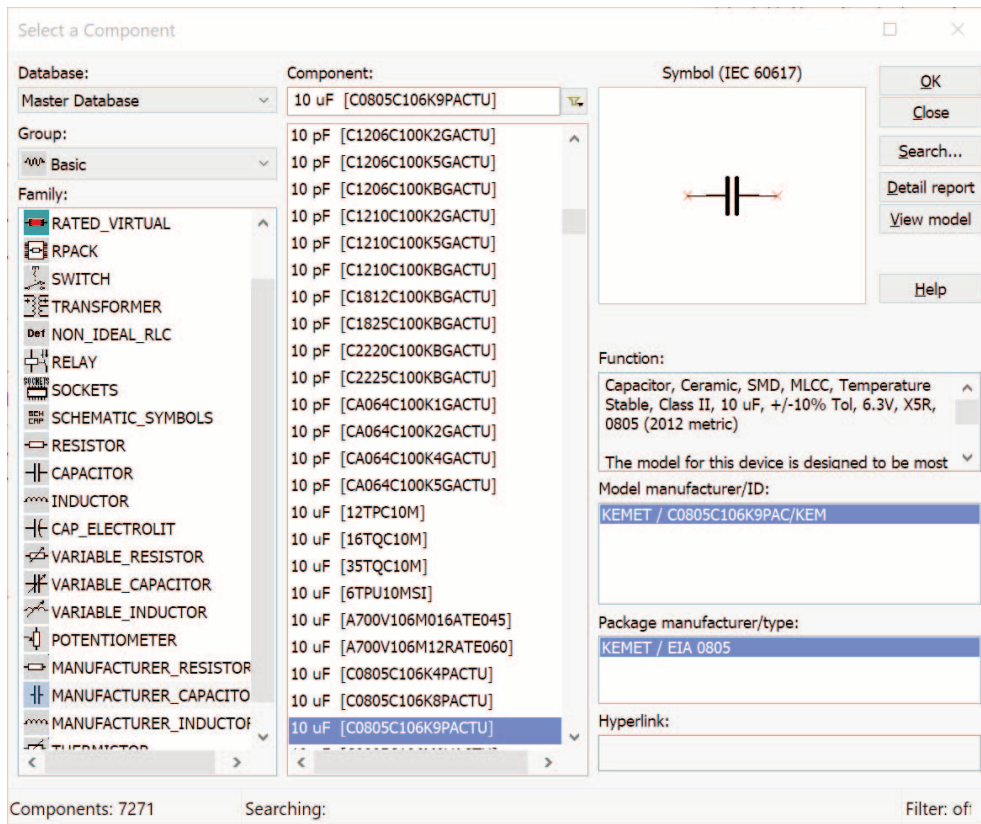 Select a Component
Database:
Master Database
Group:
Basic
Family:
RATED_VIRTUAL
RPACK
SWITCH
TRANSFORMER
NON_IDEAL_RLC
RELAY
SOCKETS
SCHEMATIC_SYMBOLS
RESISTOR
CAPACITOR
INDUCTOR
CAP_ELECTROLIT
VARIABLE_RESISTOR
VARIABLE_CAPACITOR
VARIABLE_INDUCTOR
POTENTIOMETER
MANUFACTURER_RESISTOR
MANUFACTURER_CAPACITO
MANUFACTURER_INDUCTOR
THERMISTOR
Component:
10 uF [C0805C106K9PACTU]
10 pF [C1206C100K2GACTU]
10 pF [C1206C100K5GACTU]
10 pF [C1206C100KBGACTU]
10 pF [C1210C100K2GACTU]
10 pF [C1210C100K5GACTU]
10 pF [C1210C100KBGACTU]
10 pF [C1812C100KBGACTU]
10 pF [C1825C100KBGACTU]
10 pF [C2220C100KBGACTU]
10 pF [C2225C100KBGACTU]
10 pF [CA064C100K1GACTU]
10 pF [CA064C100K2GACTU]
10 pF [CA064C100K4GACTU]
10 pF [CA064C100K5GACTU]
10 uF [12TPC10M]
10 uF [16TQC10M]
10 uF [35TQC10M]
10 uF [6TPU10MSI]
10 uF [A700V106M016ATE045]
10 uF [A700V106M12RATE060]
10 uF [C0805C106K4PACTU]
10 uF [C0805C106K8PACTU]
10 uF [C0805C106K9PACTU]
Symbol (IEC 60617)
OK
Close
Search...
Detail report
View model
Help
Function:
Capacitor, Ceramic, SMD, MLCC, Temperature
Stable, Class II, 10 uF, +/-10% Tol, 6.3V, X5R,
0805 (2012 metric)
The model for this device is designed to be most
Model manufacturer/ID:
KEMET / C0805C106K9PAC/KEM
Package manufacturer/type:
KEMET / EIA 0805
Hyperlink:
Components: 7271
Searching:
Filter: off